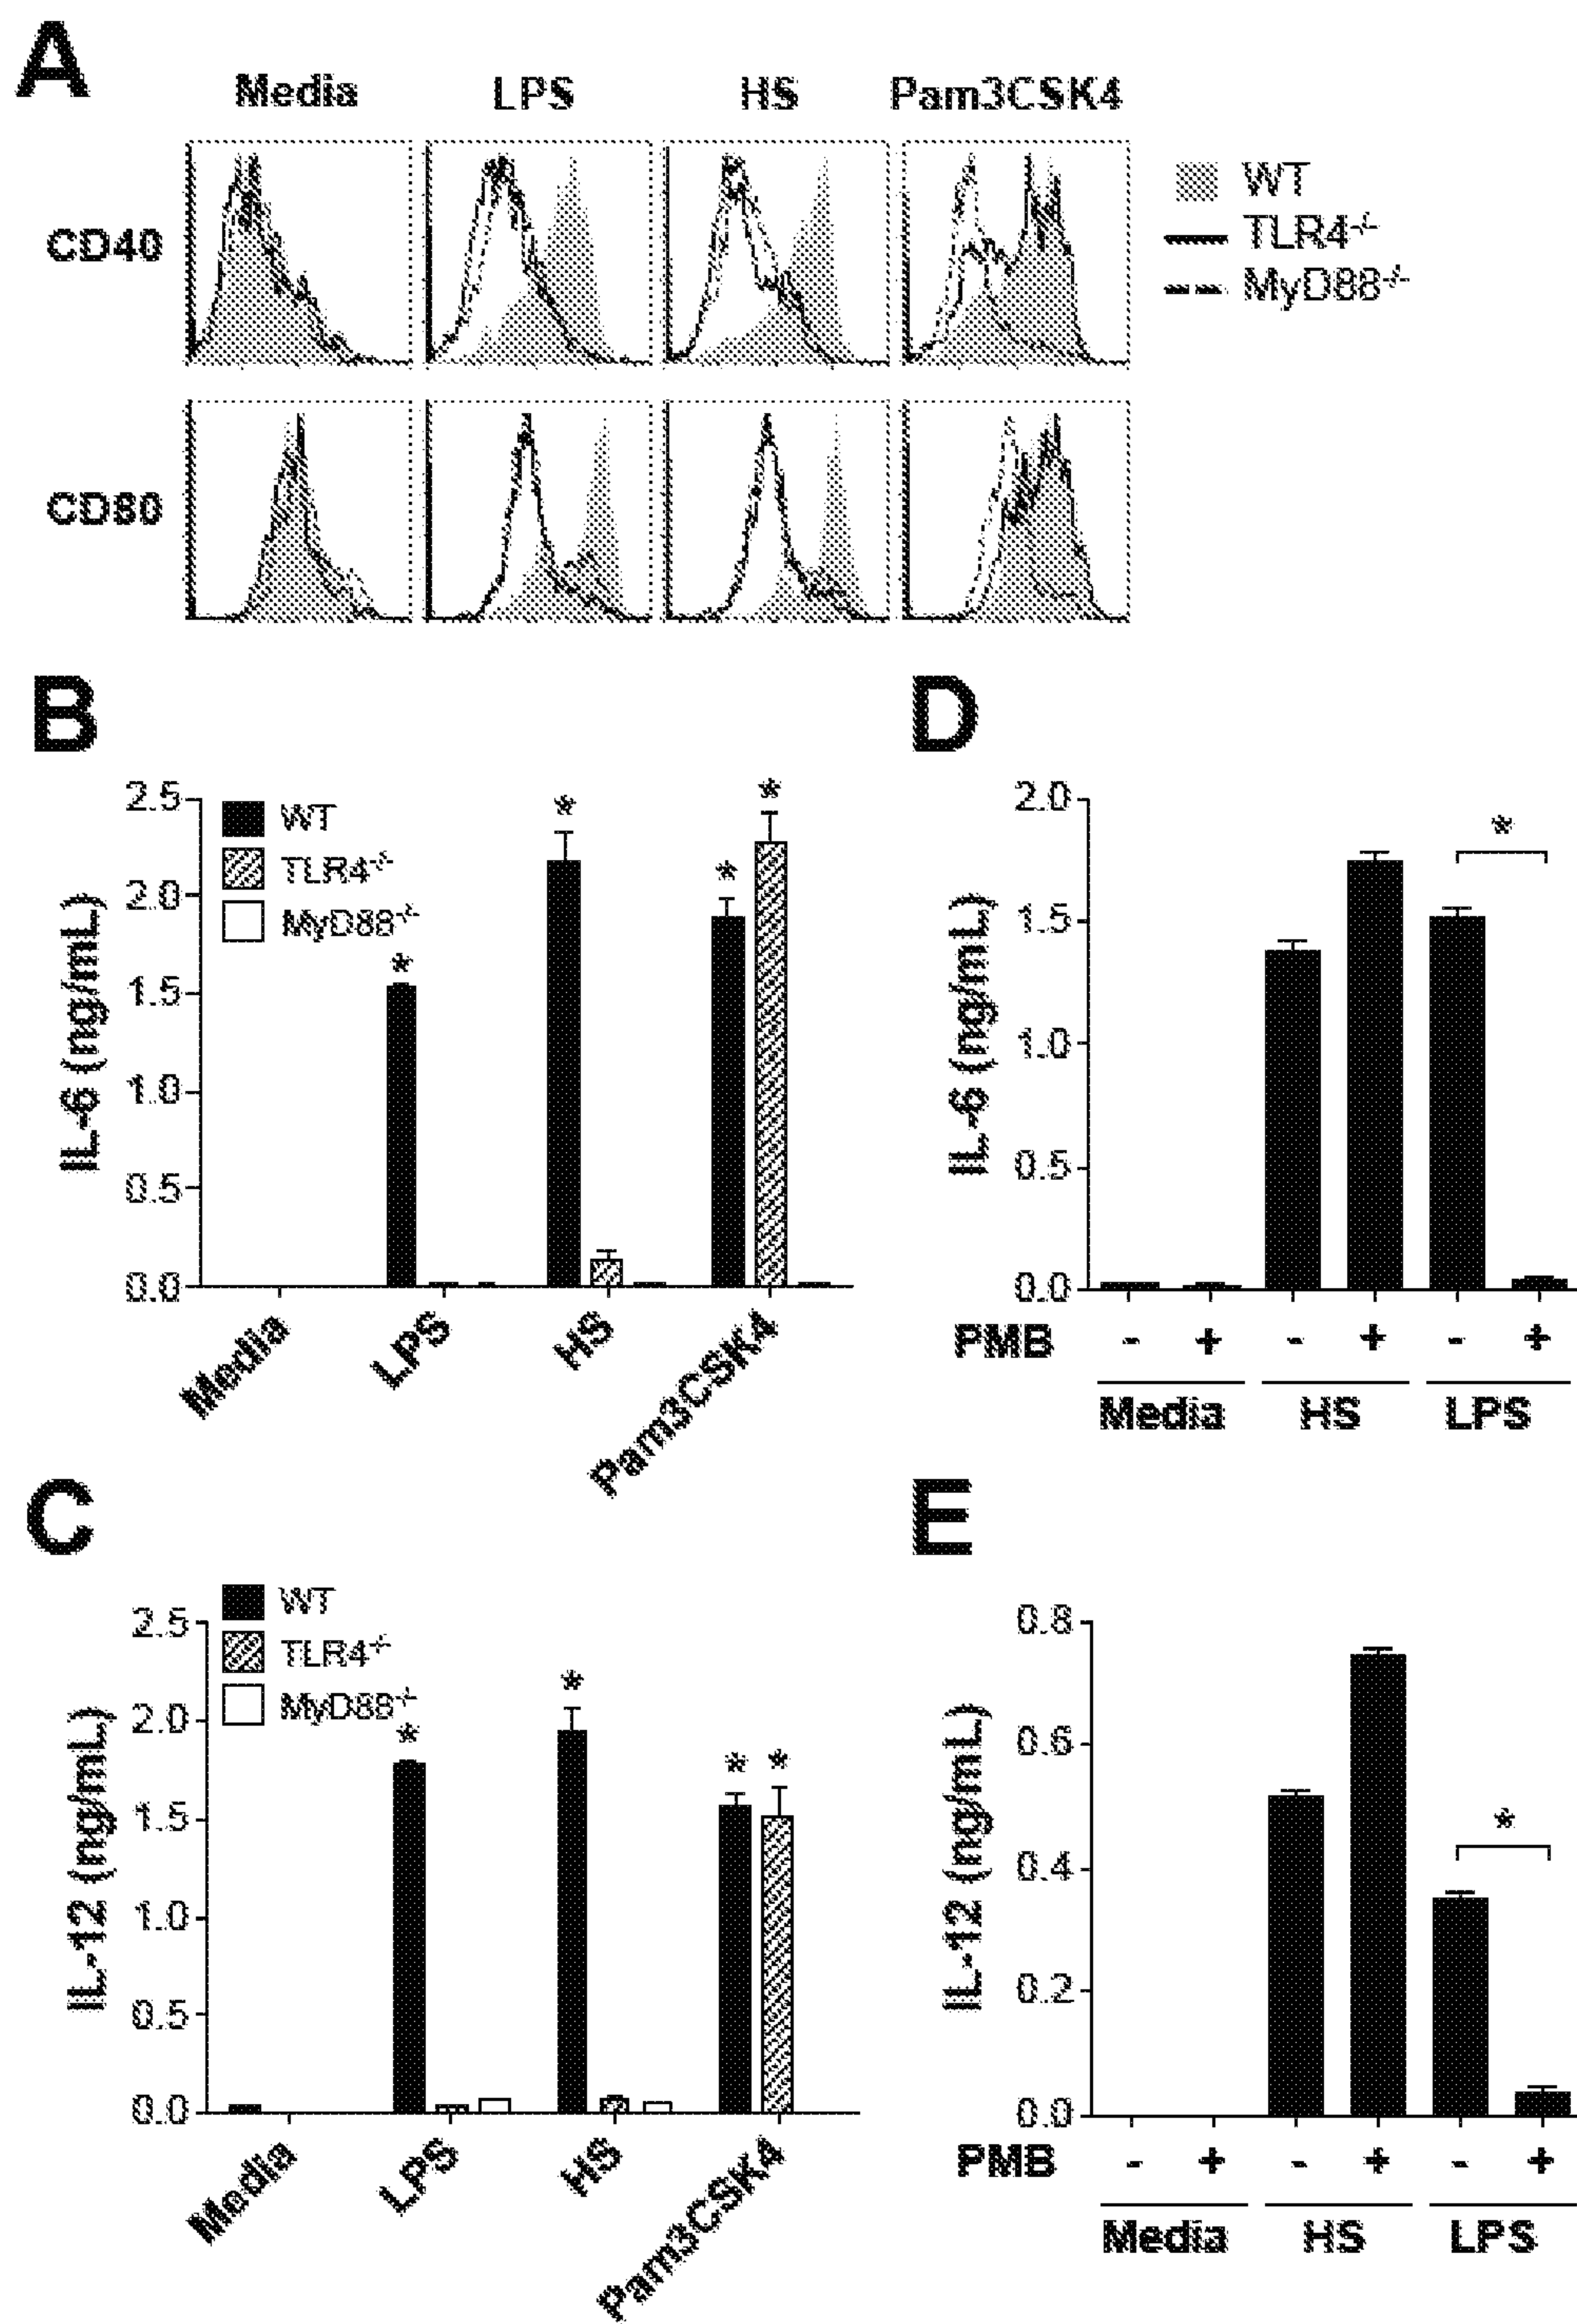 A
Media LPS HS Pam3CSK4
CD40
WT
TLR4-/-
MyD88-/-
CD80
B
2.5
2.0
1.5
1.0
0.5
0.0
IL-6 (ng/mL)
WT
TLR4-/-
MyD88-/-
* * * *
Media LPS HS Pam3CSK4
D
2.0
1.5
1.0
0.5
0.0
IL-6 (ng/mL)
*
PMB - + - + - +
Media HS LPS
C
2.5
2.0
1.5
1.0
0.5
0.0
IL-12 (ng/mL)
WT
TLR4-/-
MyD88-/-
* * * *
Media LPS HS Pam3CSK4
E
0.8
0.6
0.4
0.2
0.0
IL-12 (ng/mL)
*
PMB - + - + - +
Media HS LPS